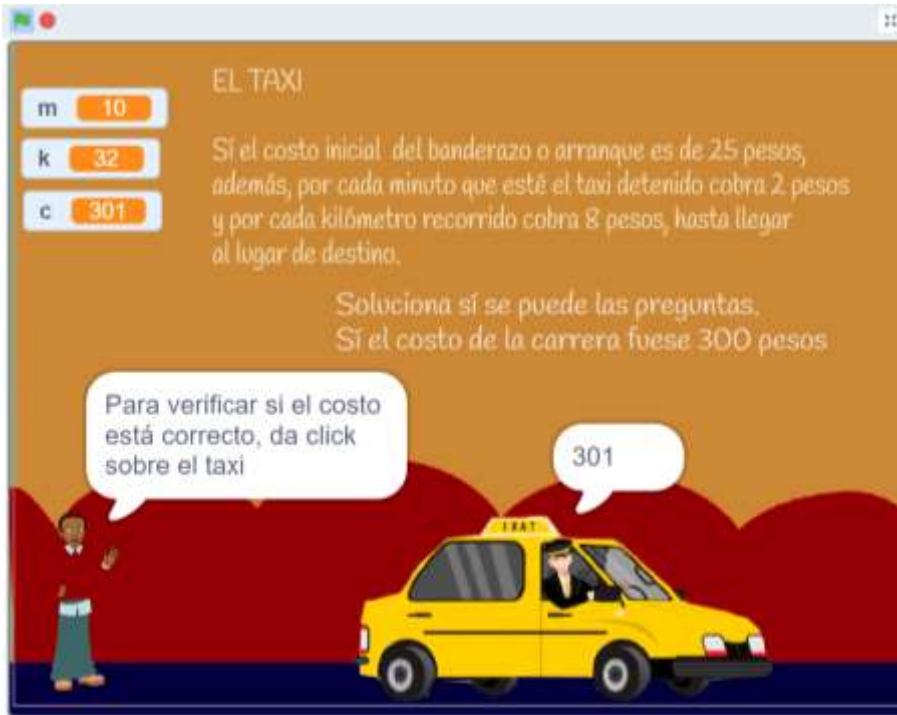 EL TAXI
m 10
k 32
c 301
Sí el costo inicial del banderazo o arranque es de 25 pesos,
además, por cada minuto que esté el taxi detenido cobra 2 pesos
y por cada kilómetro recorrido cobra 8 pesos, hasta llegar
al lugar de destino.
Soluciona sí se puede las preguntas.
Sí el costo de la carrera fuese 300 pesos
Para verificar si el costo
está correcto, da click
sobre el taxi
301